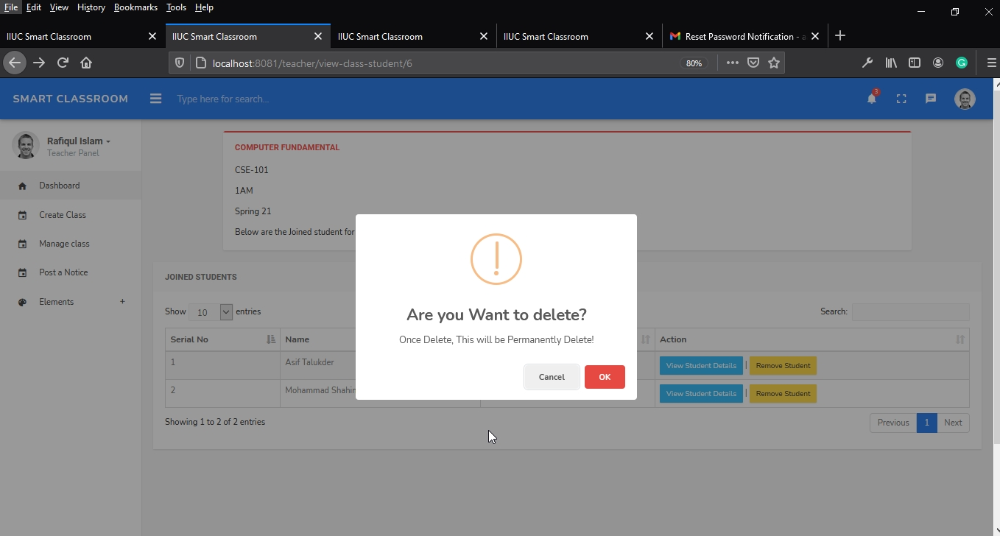 File Edit View History Bookmarks Tools Help
IIUC Smart Classroom IIUC Smart Classroom IIUC Smart Classroom IIUC Smart Classroom Reset Password Notification -
localhost:8081/teacher/view-class-student/6 80%
SMART CLASSROOM Type here for search... 3
Rafiqul Islam
Teacher Panel
Dashboard
Create Class
Manage class
Post a Notice
Elements +
COMPUTER FUNDAMENTAL
CSE-101
1AM
Spring 21
Below are the Joined student for
JOINED STUDENTS
Show 10 entries Search:
Serial No Name Action
1 Asif Talukder View Student Details | Remove Student
2 Mohammad Shahin View Student Details | Remove Student
Showing 1 to 2 of 2 entries Previous 1 Next
Are you Want to delete?
Once Delete, This will be Permanently Delete!
Cancel OK